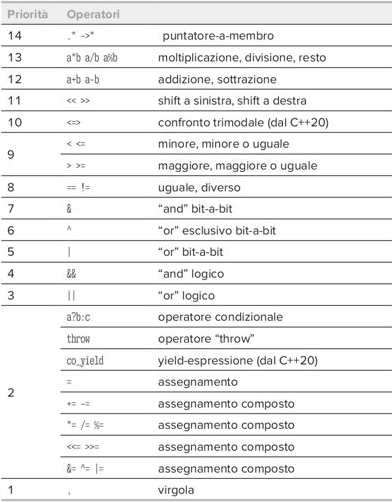 Priorità Operatori
14 .* ->* puntatore-a-membro
13 a*b a/b a%b moltiplicazione, divisione, resto
12 a+b a-b addizione, sottrazione
11 << >> shift a sinistra, shift a destra
10 <=> confronto trimodale (dal C++20)
9 < <= minore, minore o uguale
> >= maggiore, maggiore o uguale
8 == != uguale, diverso
7 & “and” bit-a-bit
6 ^ “or” esclusivo bit-a-bit
5 | “or” bit-a-bit
4 && “and” logico
3 || “or” logico
2 a?b:c operatore condizionale
throw operatore “throw”
co_yield yield-espressione (dal C++20)
= assegnamento
+= -= assegnamento composto
*= /= %= assegnamento composto
<<= >>= assegnamento composto
&= ^= |= assegnamento composto
1 , virgola